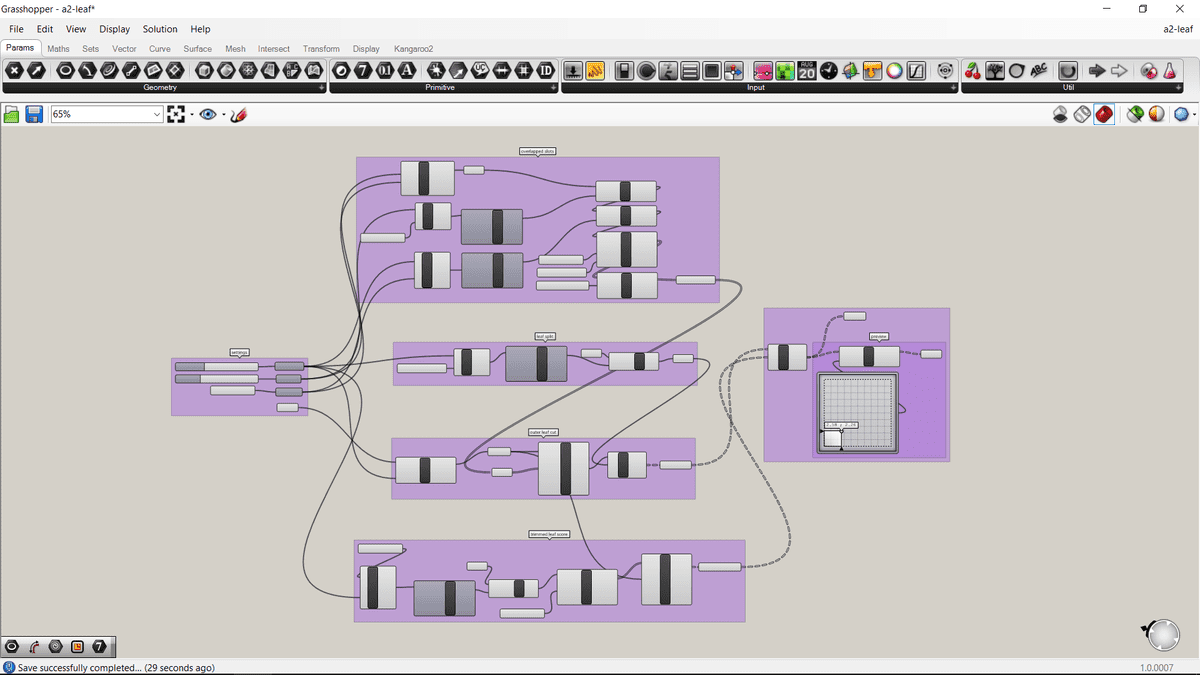 Grasshopper - a2-leaf*
File Edit View Display Solution Help a2-leaf
Params Maths Sets Vector Curve Surface Mesh Intersect Transform Display Kangaroo2
Geometry Primitive Input Util
65%
overlapped slots
leaf split
settings
preview
outer leaf cut
trimmed leaf score
Save successfully completed... (29 seconds ago) 1.0.0007